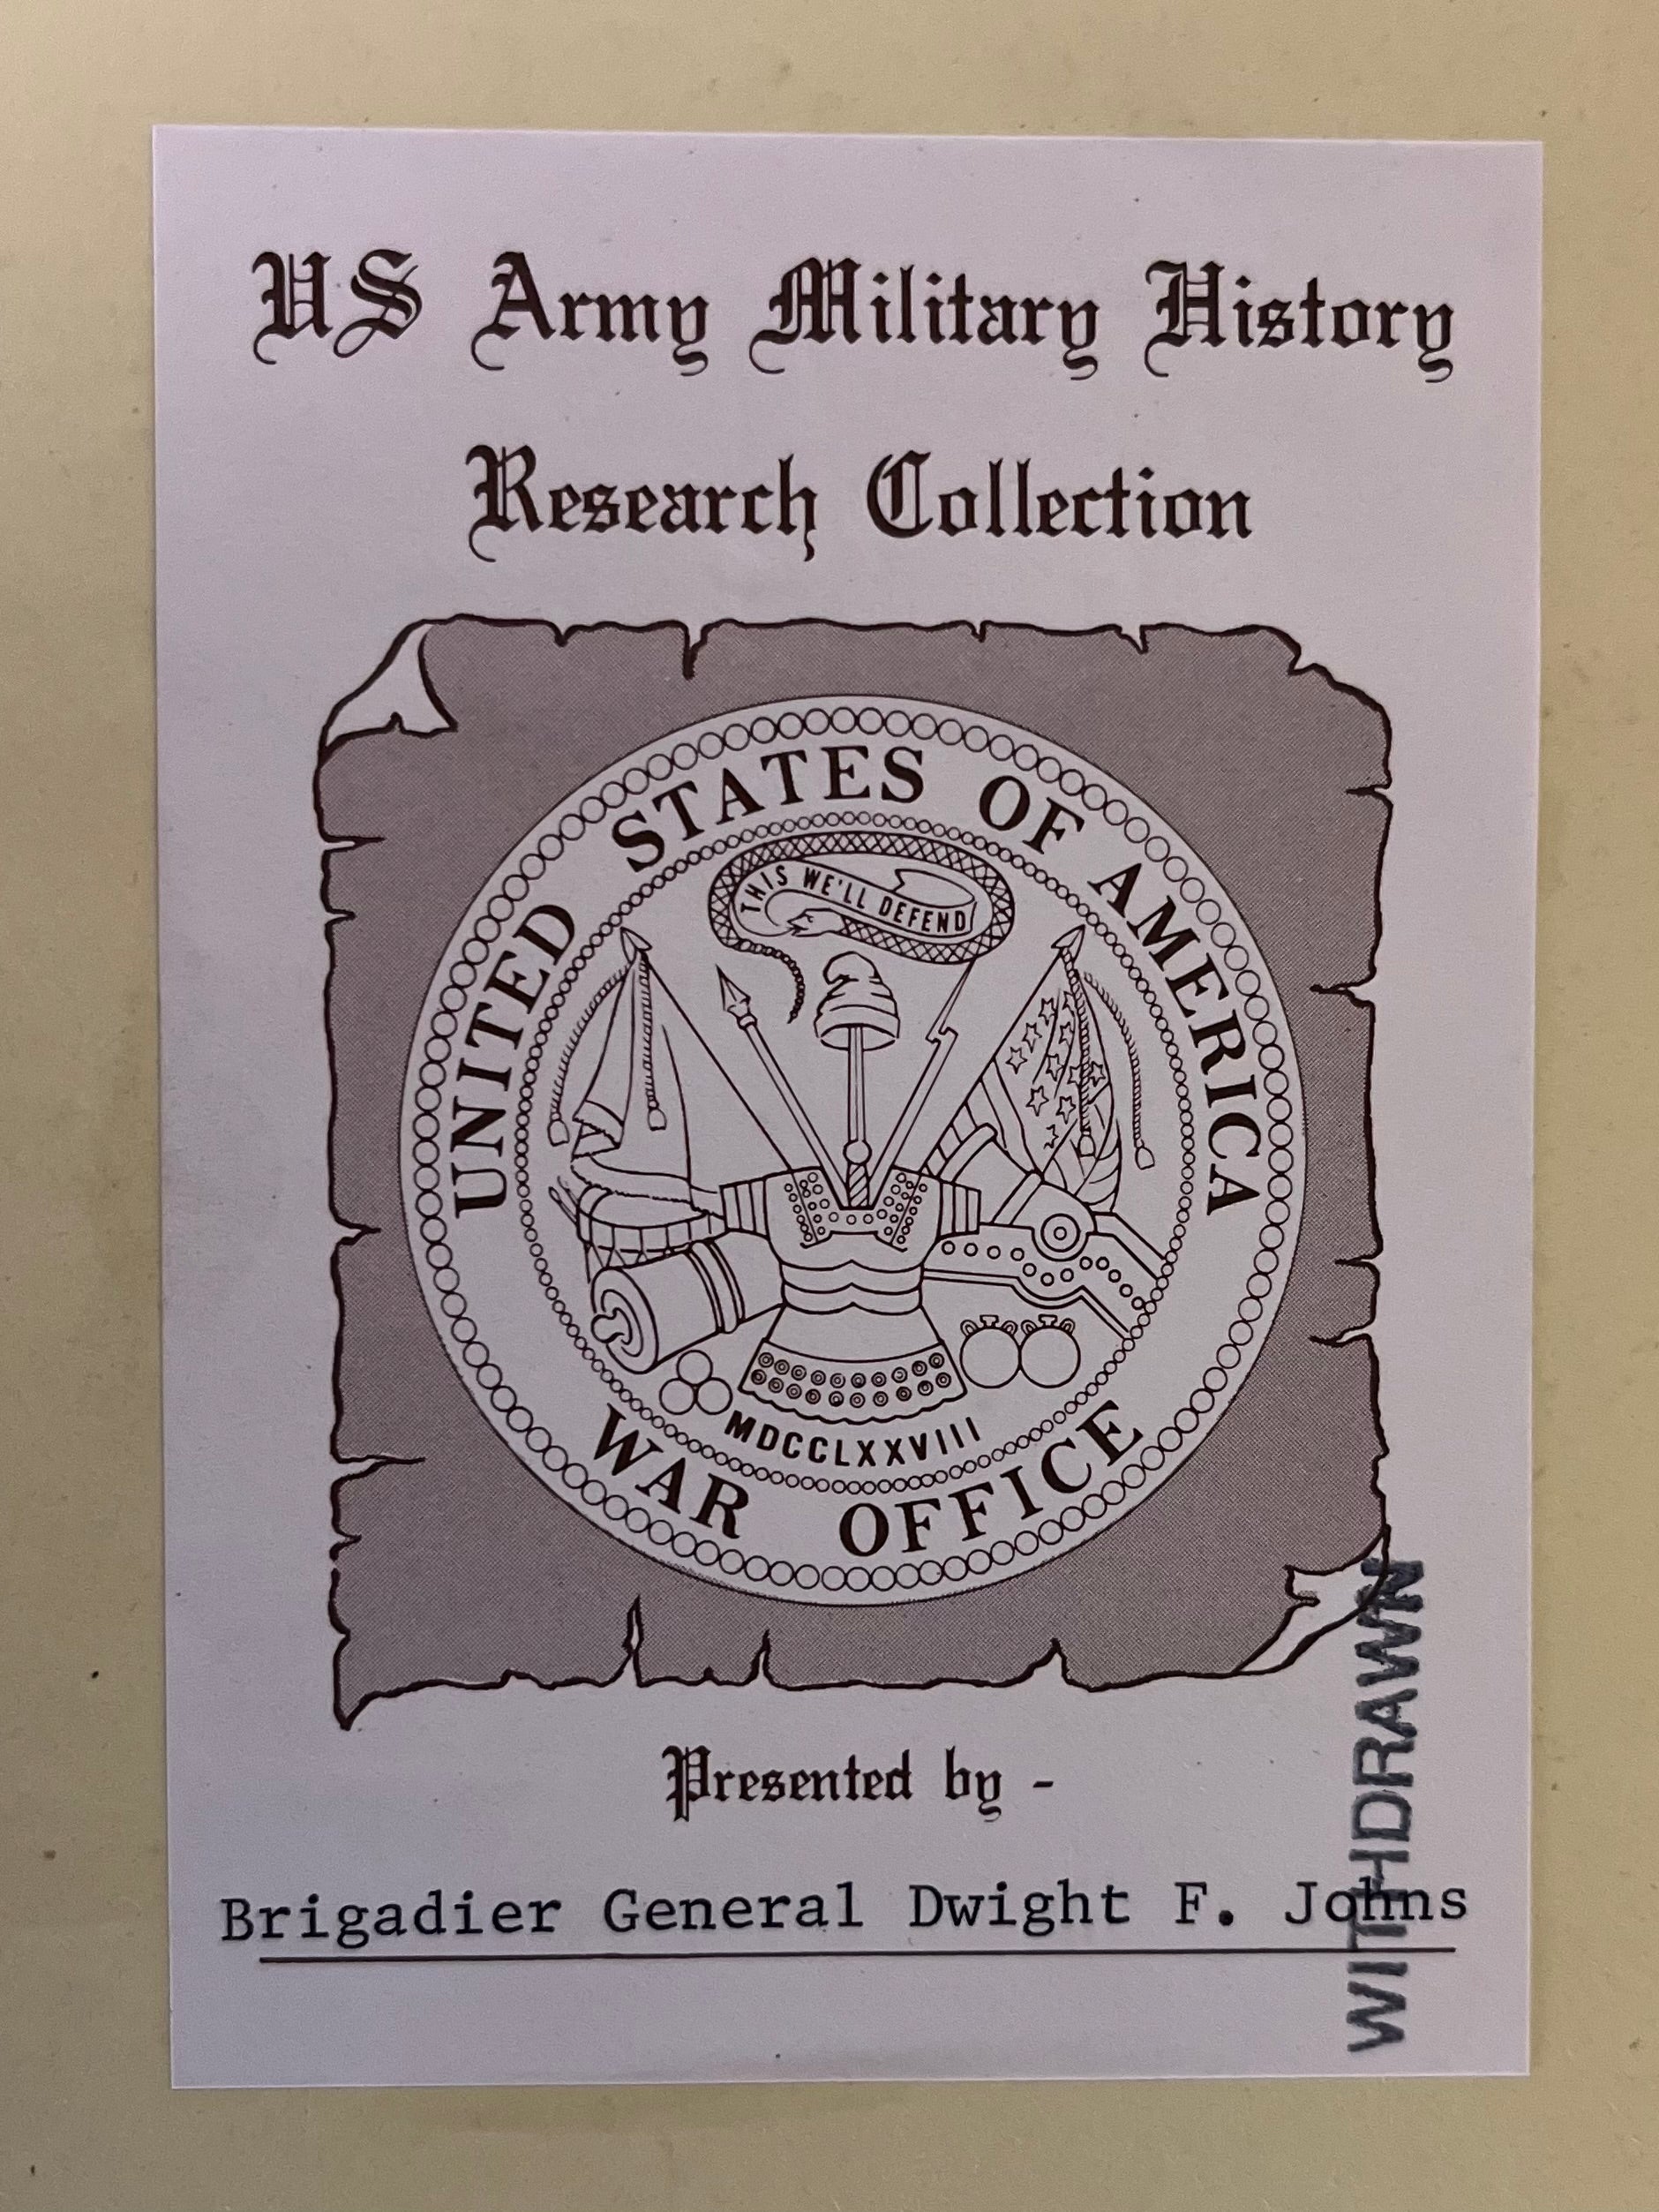 US Army Military History
Research Collection
UNITED STATES OF AMERICA
THIS WE'LL DEFEND
MDCCLXXVIII
WAR OFFICE
Presented by -
Brigadier General Dwight F. Johns
WITHDRAWN